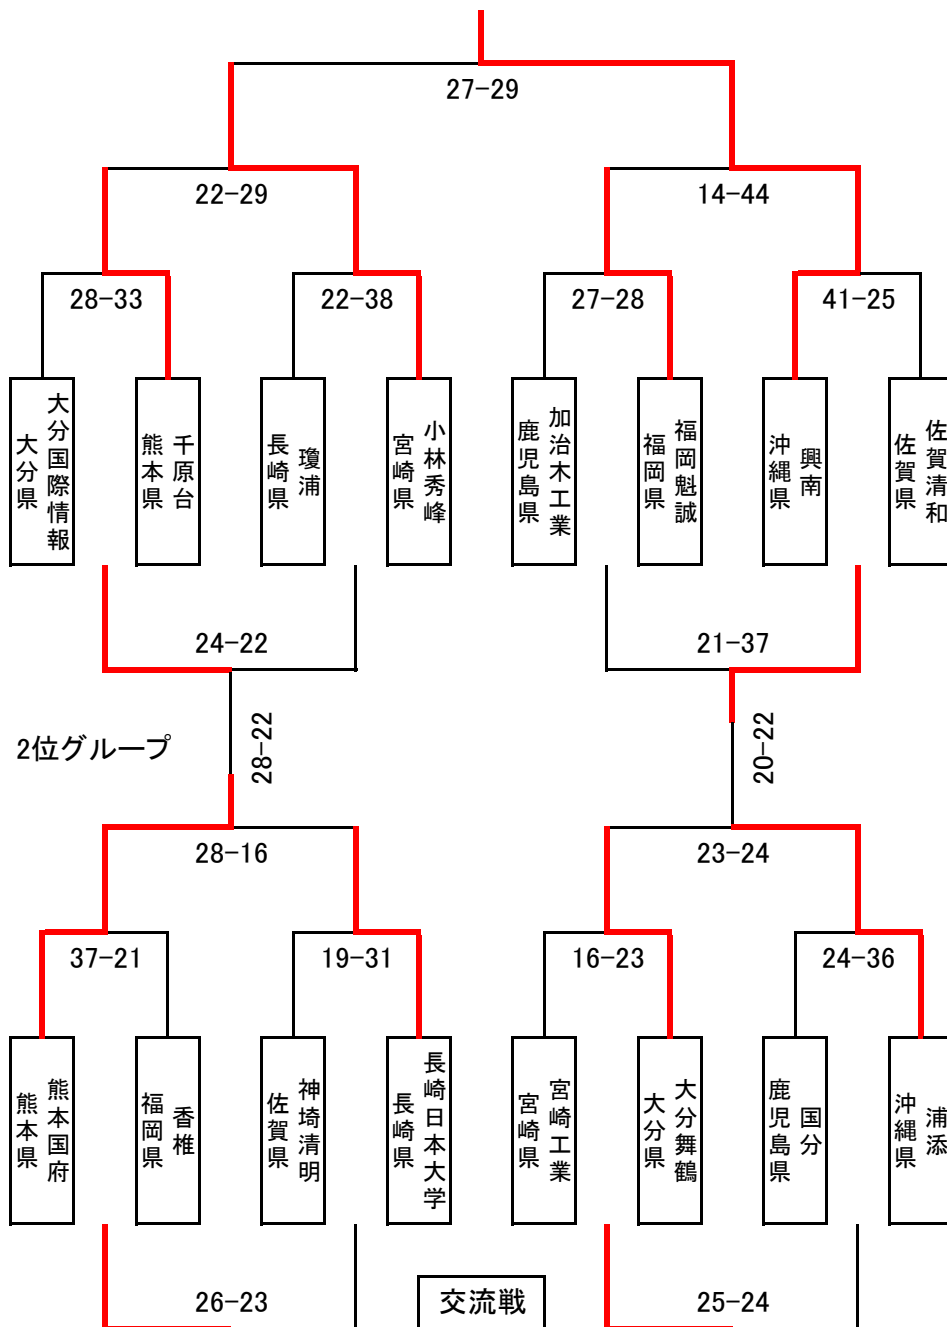 27-29
22-29
14-44
28-33
22-38
27-28
41-25
大分国際情報
大分県
千原台
熊本県
瓊浦
長崎県
小林秀峰
宮崎県
加治木工業
鹿児島県
福岡魁誠
福岡県
興南
沖縄県
佐賀清和
佐賀県
24-22
21-37
2位グループ
28-22
20-22
28-16
23-24
37-21
19-31
16-23
24-36
熊本国府
熊本県
香椎
福岡県
神埼清明
佐賀県
長崎日本大学
長崎県
宮崎工業
宮崎県
大分舞鶴
大分県
国分
鹿児島県
浦添
沖縄県
26-23
交流戦
25-24